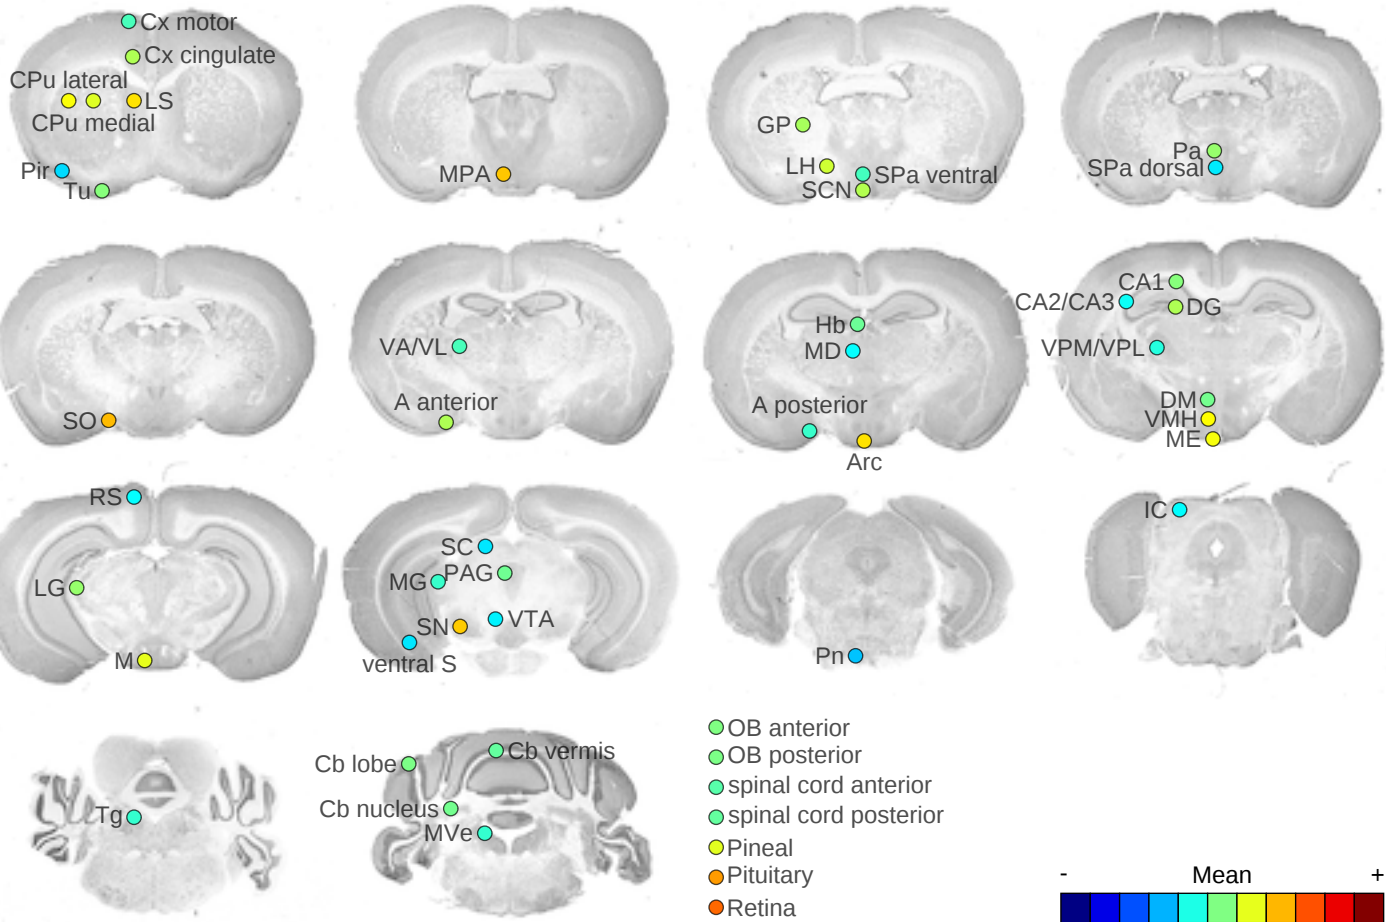 Cx motor
Cx cingulate
CPu lateral
LS
CPu medial
Pir
Tu
MPA
GP
LH
SPa ventral
SCN
Pa
SPa dorsal
SO
VA/VL
A anterior
Hb
MD
A posterior
Arc
CA1
CA2/CA3
DG
VPM/VPL
DM
VMH
ME
RS
LG
M
SC
PAG
MG
SN
VTA
ventral S
Pn
IC
Tg
Cb lobe
Cb vermis
Cb nucleus
MVe
OB anterior
OB posterior
spinal cord anterior
spinal cord posterior
Pineal
Pituitary
Retina
- Mean +